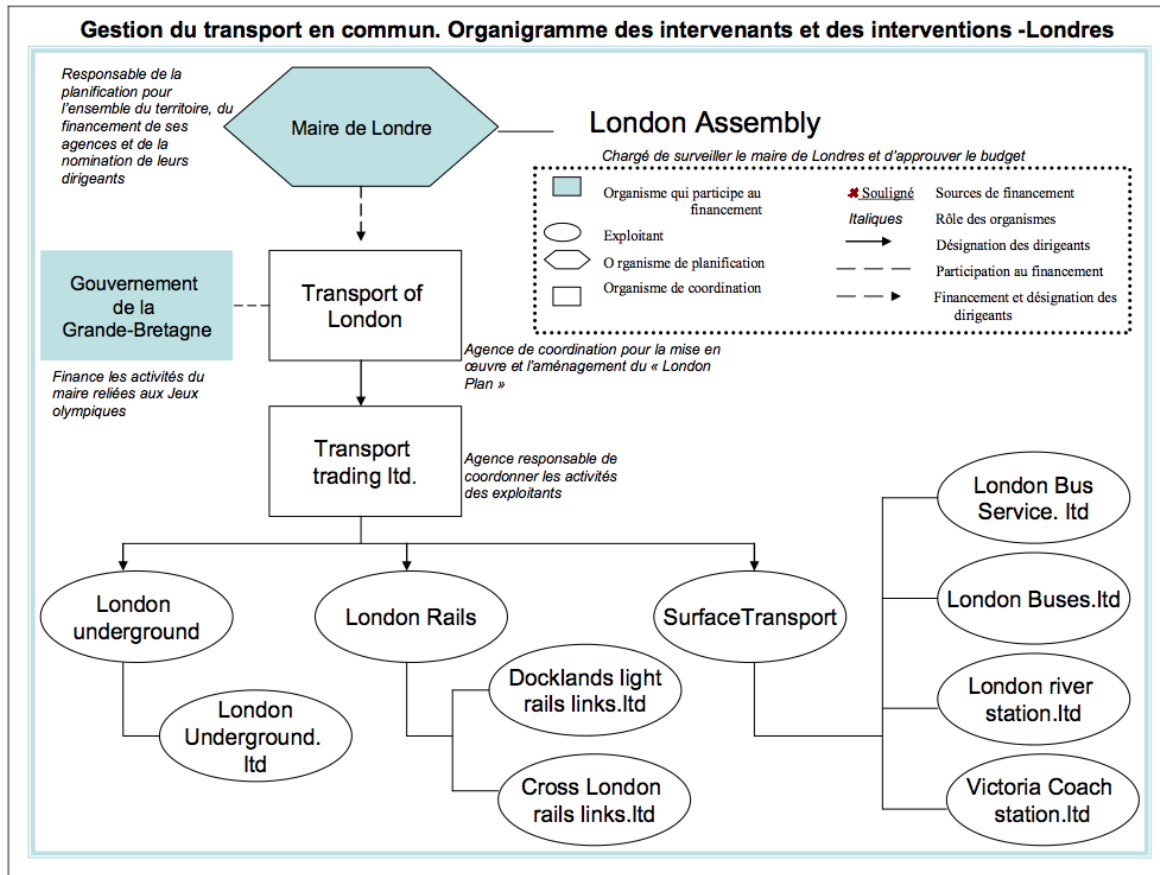 Gestion du transport en commun. Organigramme des intervenants et des interventions -Londres
Responsable de la
planification pour
l'ensemble du territoire, du
financement de ses
agences et de la
nomination de leurs
dirigeants
Maire de Londre
London Assembly
Chargé de surveiller le maire de Londres et d'approuver le budget
Organisme qui participe au
financement
Exploitant
O rganisme de planification
Organisme de coordination
✘ Souligné
Sources de financement
Italiques
Rôle des organismes
Désignation des dirigeants
Participation au financement
Financement et désignation des
dirigeants
Gouvernement
de la
Grande-Bretagne
Finance les activités du
maire reliées aux Jeux
olympiques
Transport of
London
Agence de coordination pour la mise en
œuvre et l'aménagement du « London
Plan »
Transport
trading ltd.
Agence responsable de
coordonner les activités
des exploitants
London
underground
London
Underground.
ltd
London Rails
Docklands light
rails links.ltd
Cross London
rails links.ltd
SurfaceTransport
London Bus
Service. ltd
London Buses.ltd
London river
station.ltd
Victoria Coach
station.ltd